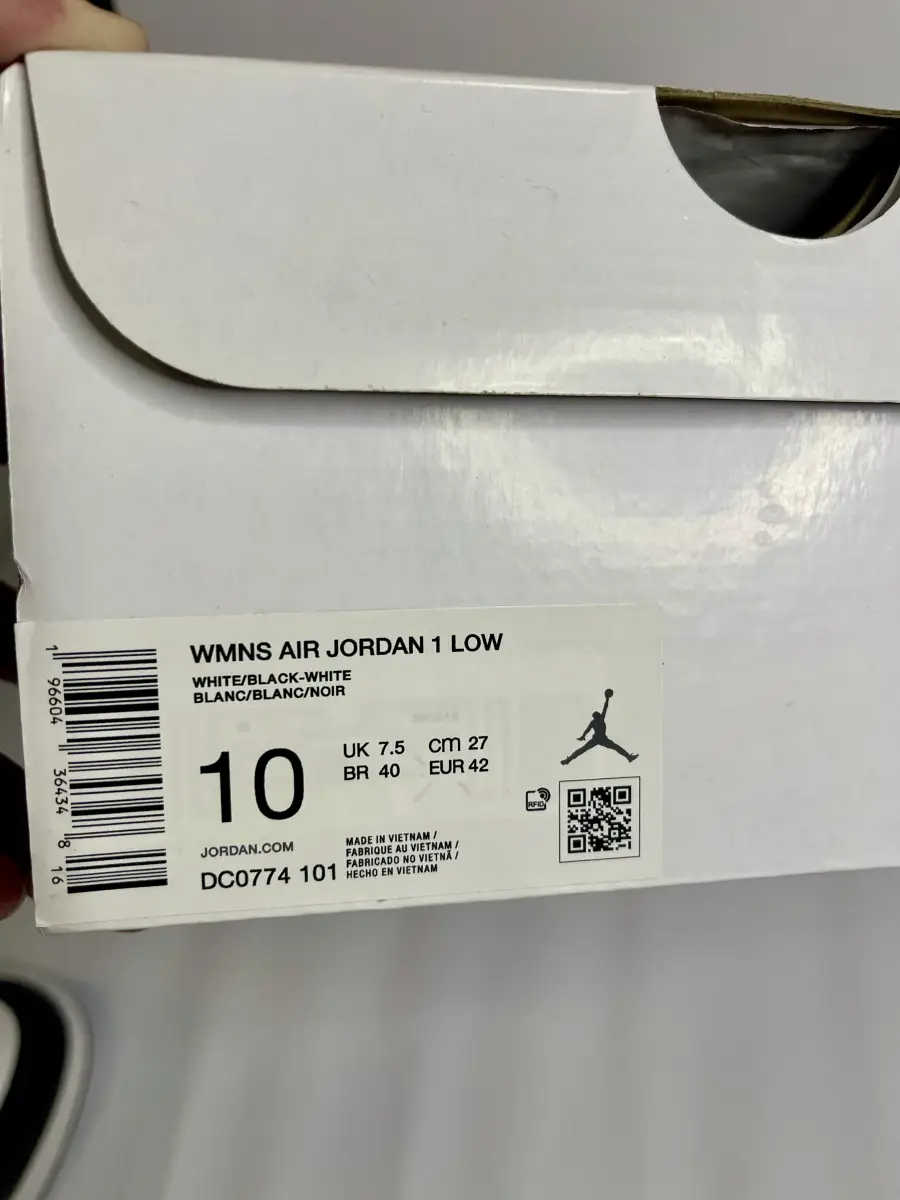 WMNS AIR JORDAN 1 LOW
WHITE/BLACK-WHITE
BLANC/BLANC/NOIR
10
UK 7.5 cm 27
BR 40 EUR 42
RFID
JORDAN.COM
DC0774 101
MADE IN VIETNAM /
FABRIQUE AU VIETNAM /
FABRICADO NO VIETNÃ /
HECHO EN VIETNAM
1 96604 36434 8 16